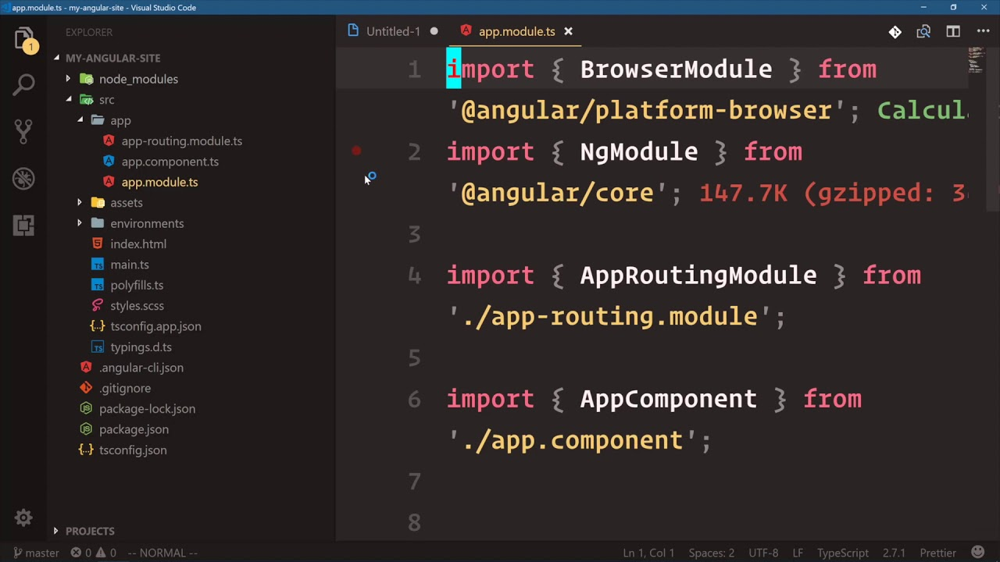 app.module.ts - my-angular-site - Visual Studio Code
EXPLORER
Untitled-1
app.module.ts
1
MY-ANGULAR-SITE
node_modules
src
app
app-routing.module.ts
app.component.ts
app.module.ts
assets
environments
index.html
main.ts
polyfills.ts
styles.scss
tsconfig.app.json
typings.d.ts
.angular-cli.json
.gitignore
package-lock.json
package.json
tsconfig.json
PROJECTS
1 import { BrowserModule } from
'@angular/platform-browser'; Calcul
2 import { NgModule } from
'@angular/core'; 147.7K (gzipped: 3
3
4 import { AppRoutingModule } from
'./app-routing.module';
5
6 import { AppComponent } from
'./app.component';
7
8
master 0 0 -- NORMAL -- Ln 1, Col 1 Spaces: 2 UTF-8 LF TypeScript 2.7.1 Prettier